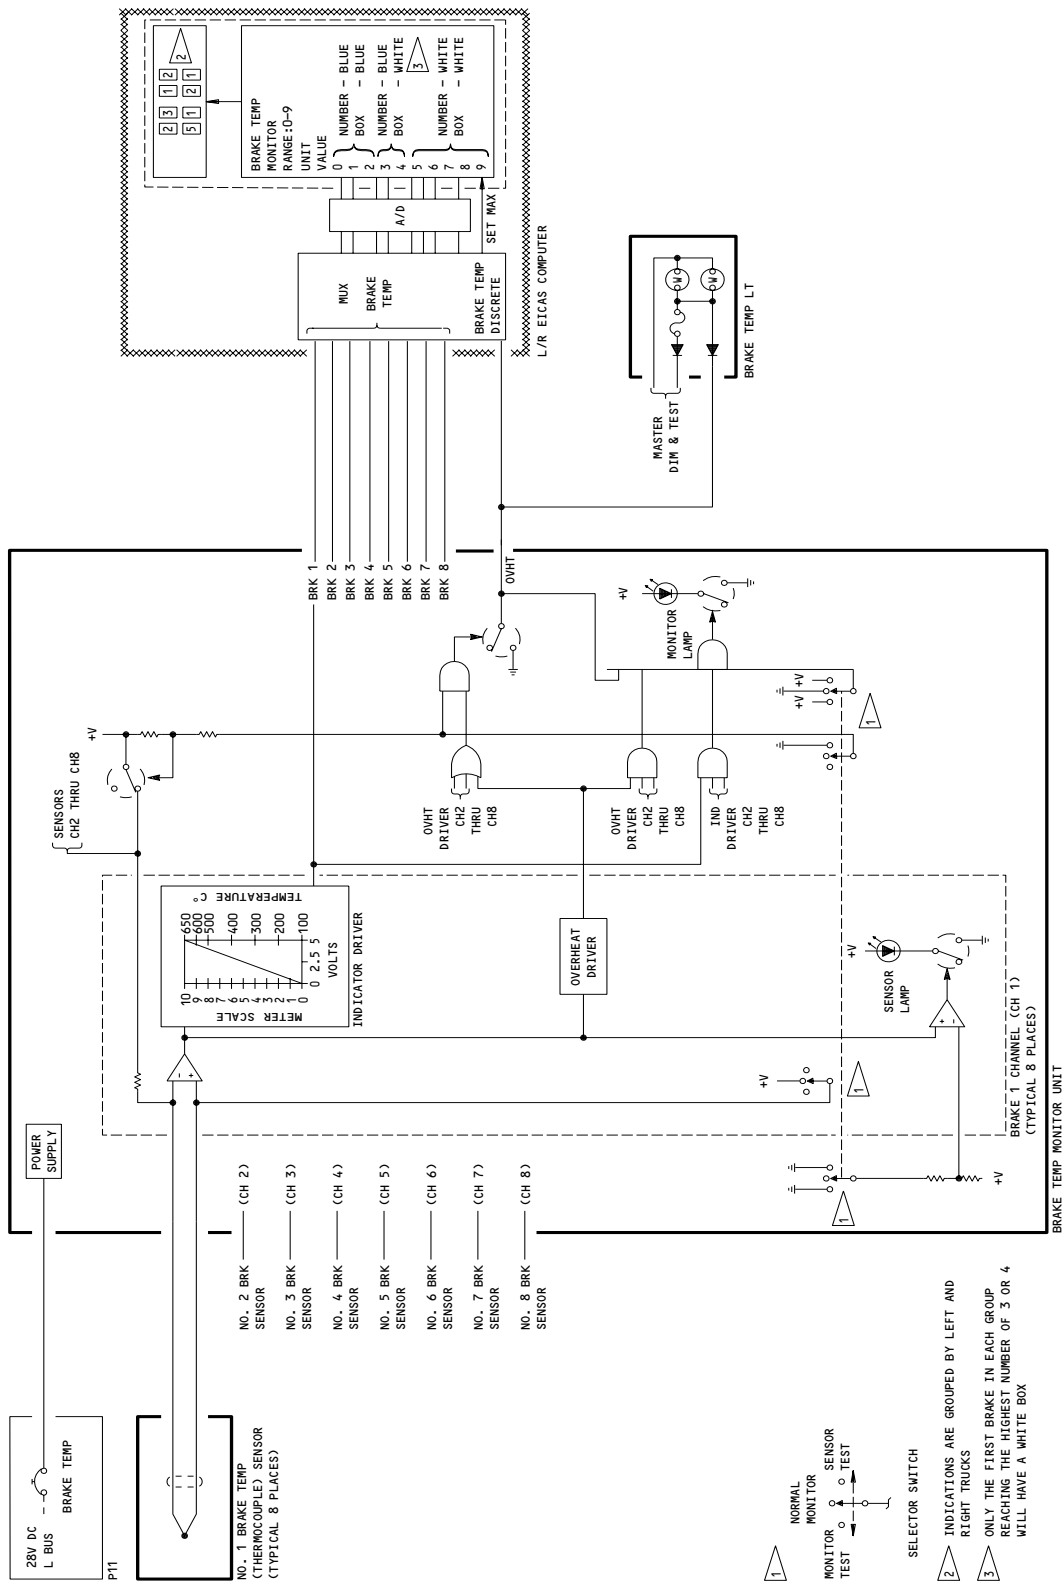 28V DC
L BUS
BRAKE TEMP
P11
NO. 1 BRAKE TEMP
(THERMOCOUPLE) SENSOR
(TYPICAL 8 PLACES)
POWER
SUPPLY
NO. 2 BRK (CH 2)
SENSOR
NO. 3 BRK (CH 3)
SENSOR
NO. 4 BRK (CH 4)
SENSOR
NO. 5 BRK (CH 5)
SENSOR
NO. 6 BRK (CH 6)
SENSOR
NO. 7 BRK (CH 7)
SENSOR
NO. 8 BRK (CH 8)
SENSOR
SENSORS
CH2 THRU CH8
+V
- +
METER SCALE
10
9
8
7
6
5
4
3
2
1
0
0 2.5 5
VOLTS
650
600
500
400
300
200
100
TEMPERATURE C°
INDICATOR DRIVER
OVERHEAT
DRIVER
+V
SENSOR
LAMP
+ -
+V
1
1
+V
BRAKE 1 CHANNEL (CH 1)
(TYPICAL 8 PLACES)
BRAKE TEMP MONITOR UNIT
OVHT
DRIVER
CH2
THRU
CH8
OVHT
DRIVER
CH2
THRU
CH8
IND
DRIVER
CH2
THRU
CH8
+V
MONITOR
LAMP
+V +V
1
BRK 1
BRK 2
BRK 3
BRK 4
BRK 5
BRK 6
BRK 7
BRK 8
OVHT
MUX
BRAKE
TEMP
BRAKE TEMP
DISCRETE
A/D
SET MAX
BRAKE TEMP
MONITOR
RANGE:0-9
UNIT
VALUE
0
1
2
3
4
5
6
7
8
9
NUMBER - BLUE
BOX - BLUE
NUMBER - BLUE
BOX - WHITE
3
NUMBER - WHITE
BOX - WHITE
2 3 1 2
5 1 2 1
2
L/R EICAS COMPUTER
MASTER
DIM & TEST
W
W
BRAKE TEMP LT
1
NORMAL
MONITOR
MONITOR
TEST
SENSOR
TEST
SELECTOR SWITCH
2 INDICATIONS ARE GROUPED BY LEFT AND
RIGHT TRUCKS
3 ONLY THE FIRST BRAKE IN EACH GROUP
REACHING THE HIGHEST NUMBER OF 3 OR 4
WILL HAVE A WHITE BOX